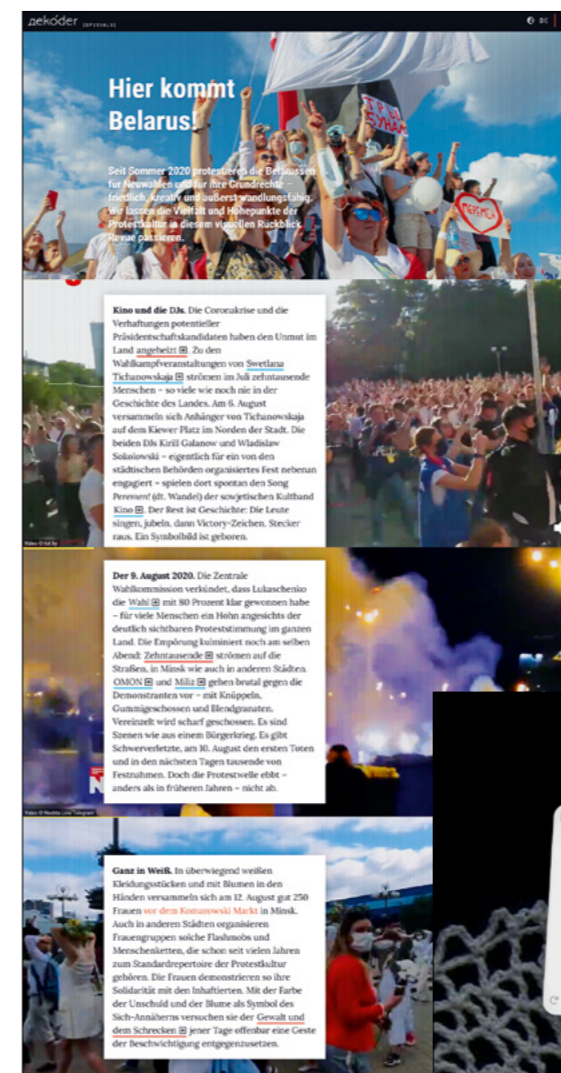 дekóder [SPECIALS]
DE
Hier kommt
Belarus!
Seit Sommer 2020 protestieren die Belarussen
für Neuwahlen und für ihre Grundrechte –
friedlich, kreativ und äußerst wandlungsfähig.
Wir lassen die Vielfalt und Höhepunkte der
Protestkultur in diesem visuellen Rückblick
Revue passieren.
Kino und die DJs. Die Coronakrise und die
Verhaftungen potentieller
Präsidentschaftskandidaten haben den Unmut im
Land angeheizt. Zu den
Wahlkampfveranstaltungen von Swetlana
Tichanowskaja strömen im Juli zehntausende
Menschen – so viele wie noch nie in der
Geschichte des Landes. Am 6. August
versammeln sich Anhänger von Tichanowskaja
auf dem Kiewer Platz im Norden der Stadt. Die
beiden DJs Kirill Galanow und Wladislaw
Sokolowski – eigentlich für ein von den
städtischen Behörden organisiertes Fest nebenan
engagiert – spielen dort spontan den Song
Peremen! (dt. Wandel) der sowjetischen Kultband
Kino. Der Rest ist Geschichte: Die Leute
singen, jubeln, dann Victory-Zeichen, Stecker
raus. Ein Symbolbild ist geboren.
Video © tut.by
Der 9. August 2020. Die Zentrale
Wahlkommission verkündet, dass Lukaschenko
die Wahl mit 80 Prozent klar gewonnen habe
– für viele Menschen ein Hohn angesichts der
deutlich sichtbaren Proteststimmung im ganzen
Land. Die Empörung kulminiert noch am selben
Abend: Zehntausende strömen auf die
Straßen, in Minsk wie auch in anderen Städten.
OMON und Miliz gehen brutal gegen die
Demonstranten vor – mit Knüppeln,
Gummigeschossen und Blendgranaten.
Vereinzelt wird scharf geschossen. Es sind
Szenen wie aus einem Bürgerkrieg. Es gibt
Schwerverletzte, am 10. August den ersten Toten
und in den nächsten Tagen tausende von
Festnahmen. Doch die Protestwelle ebbt –
anders als in früheren Jahren – nicht ab.
Ganz in Weiß. In überwiegend weißen
Kleidungsstücken und mit Blumen in den
Händen versammeln sich am 12. August gut 250
Frauen vor dem Komarowski Markt in Minsk.
Auch in anderen Städten organisieren
Frauengruppen solche Flashmobs und
Menschenketten, die schon seit vielen Jahren
zum Standardrepertoire der Protestkultur
gehören. Die Frauen demonstrieren so ihre
Solidarität mit den Inhaftierten. Mit der Farbe
der Unschuld und der Blume als Symbol des
Sich-Annäherns versuchen sie der Gewalt und
dem Schrecken jener Tage offenbar eine Geste
der Beschwichtigung entgegenzusetzen.